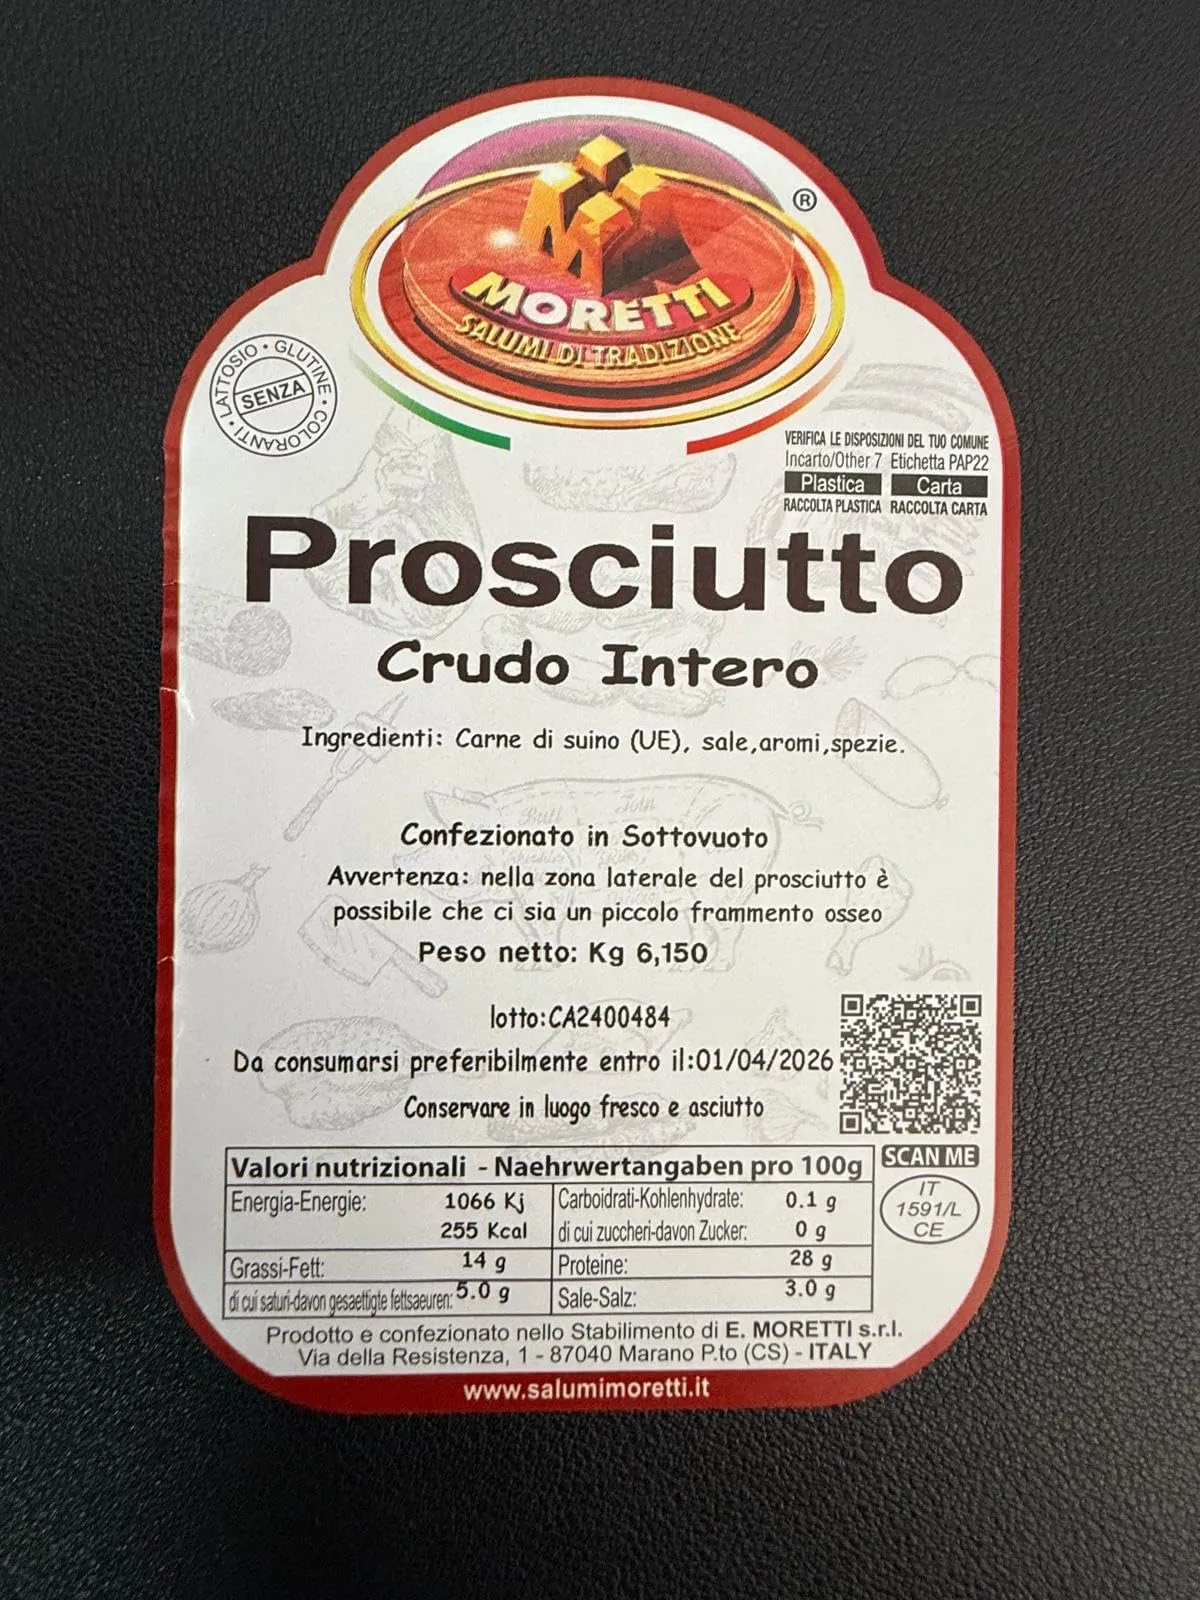 ®
MORETTI
SALUMI DI TRADIZIONE
LATTOSIO • GLUTINE • COLORANTI •
SENZA
VERIFICA LE DISPOSIZIONI DEL TUO COMUNE
Incarto/Other 7 Etichetta PAP22
Plastica Carta
RACCOLTA PLASTICA RACCOLTA CARTA
Prosciutto
Crudo Intero
Ingredienti: Carne di suino (UE), sale,aromi,spezie.
Butt Join
Confezionato in Sottovuoto
Avvertenza: nella zona laterale del prosciutto è
possibile che ci sia un piccolo frammento osseo
Peso netto: Kg 6,150
lotto:CA2400484
Da consumarsi preferibilmente entro il:01/04/2026
Conservare in luogo fresco e asciutto
SCAN ME
IT
1591/L
CE
Valori nutrizionali - Naehrwertangaben pro 100g
Energia-Energie: 1066 Kj Carboidrati-Kohlenhydrate: 0.1 g
255 Kcal di cui zuccheri-davon Zucker: 0 g
Grassi-Fett: 14 g Proteine: 28 g
di cui saturi-davon gesaettigte fettsaeuren: 5.0 g Sale-Salz: 3.0 g
Prodotto e confezionato nello Stabilimento di E. MORETTI s.r.l.
Via della Resistenza, 1 - 87040 Marano P.to (CS) - ITALY
www.salumimoretti.it